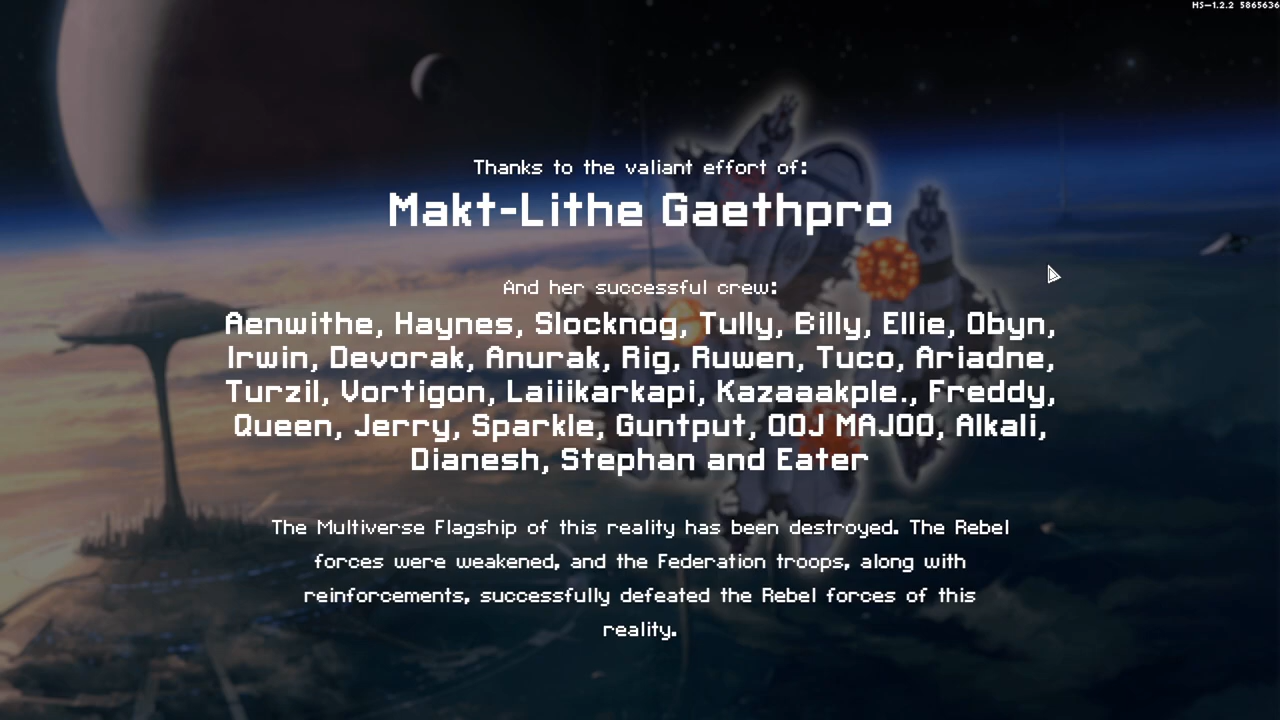 HS-1.2.2 5865636
Thanks to the valiant effort of:
Makt-Lithe Gaethpro
And her successful crew:
Aenwithe, Haynes, Slocknog, Tully, Billy, Ellie, Obyn,
Irwin, Devorak, Anurak, Rig, Ruwen, Tuco, Ariadne,
Turzil, Vortigon, Laiiikarkapi, Kazaaakple., Freddy,
Queen, Jerry, Sparkle, Guntput, OOJ MAJOO, Alkali,
Dianesh, Stephan and Eater
The Multiverse Flagship of this reality has been destroyed. The Rebel
forces were weakened, and the Federation troops, along with
reinforcements, successfully defeated the Rebel forces of this
reality.